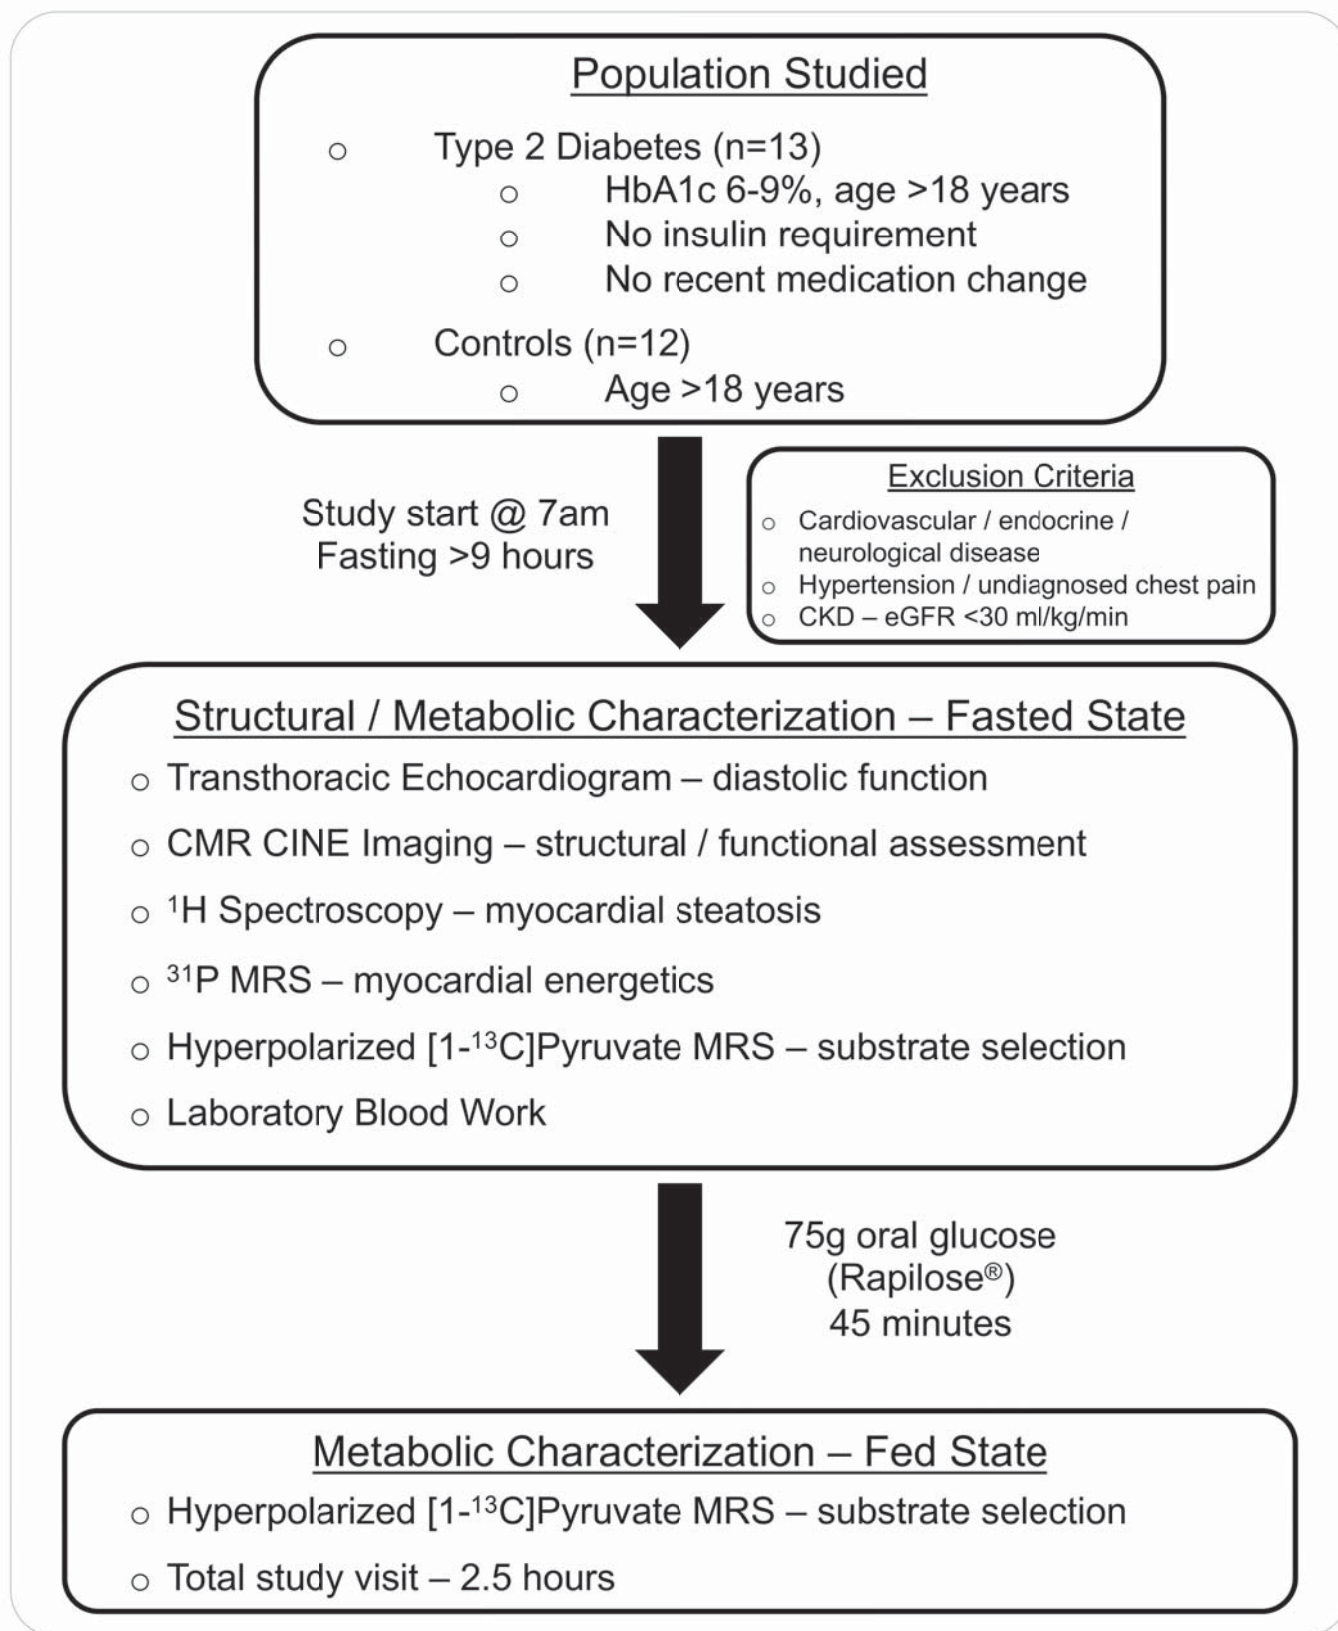 Population Studied
○ Type 2 Diabetes (n=13)
○ HbA1c 6-9%, age >18 years
○ No insulin requirement
○ No recent medication change
○ Controls (n=12)
○ Age >18 years
Study start @ 7am
Fasting >9 hours
Exclusion Criteria
○ Cardiovascular / endocrine /
neurological disease
○ Hypertension / undiagnosed chest pain
○ CKD – eGFR <30 ml/kg/min
Structural / Metabolic Characterization – Fasted State
○ Transthoracic Echocardiogram – diastolic function
○ CMR CINE Imaging – structural / functional assessment
○ ¹H Spectroscopy – myocardial steatosis
○ ³¹P MRS – myocardial energetics
○ Hyperpolarized [1-¹³C]Pyruvate MRS – substrate selection
○ Laboratory Blood Work
75g oral glucose
(Rapilose®)
45 minutes
Metabolic Characterization – Fed State
○ Hyperpolarized [1-¹³C]Pyruvate MRS – substrate selection
○ Total study visit – 2.5 hours